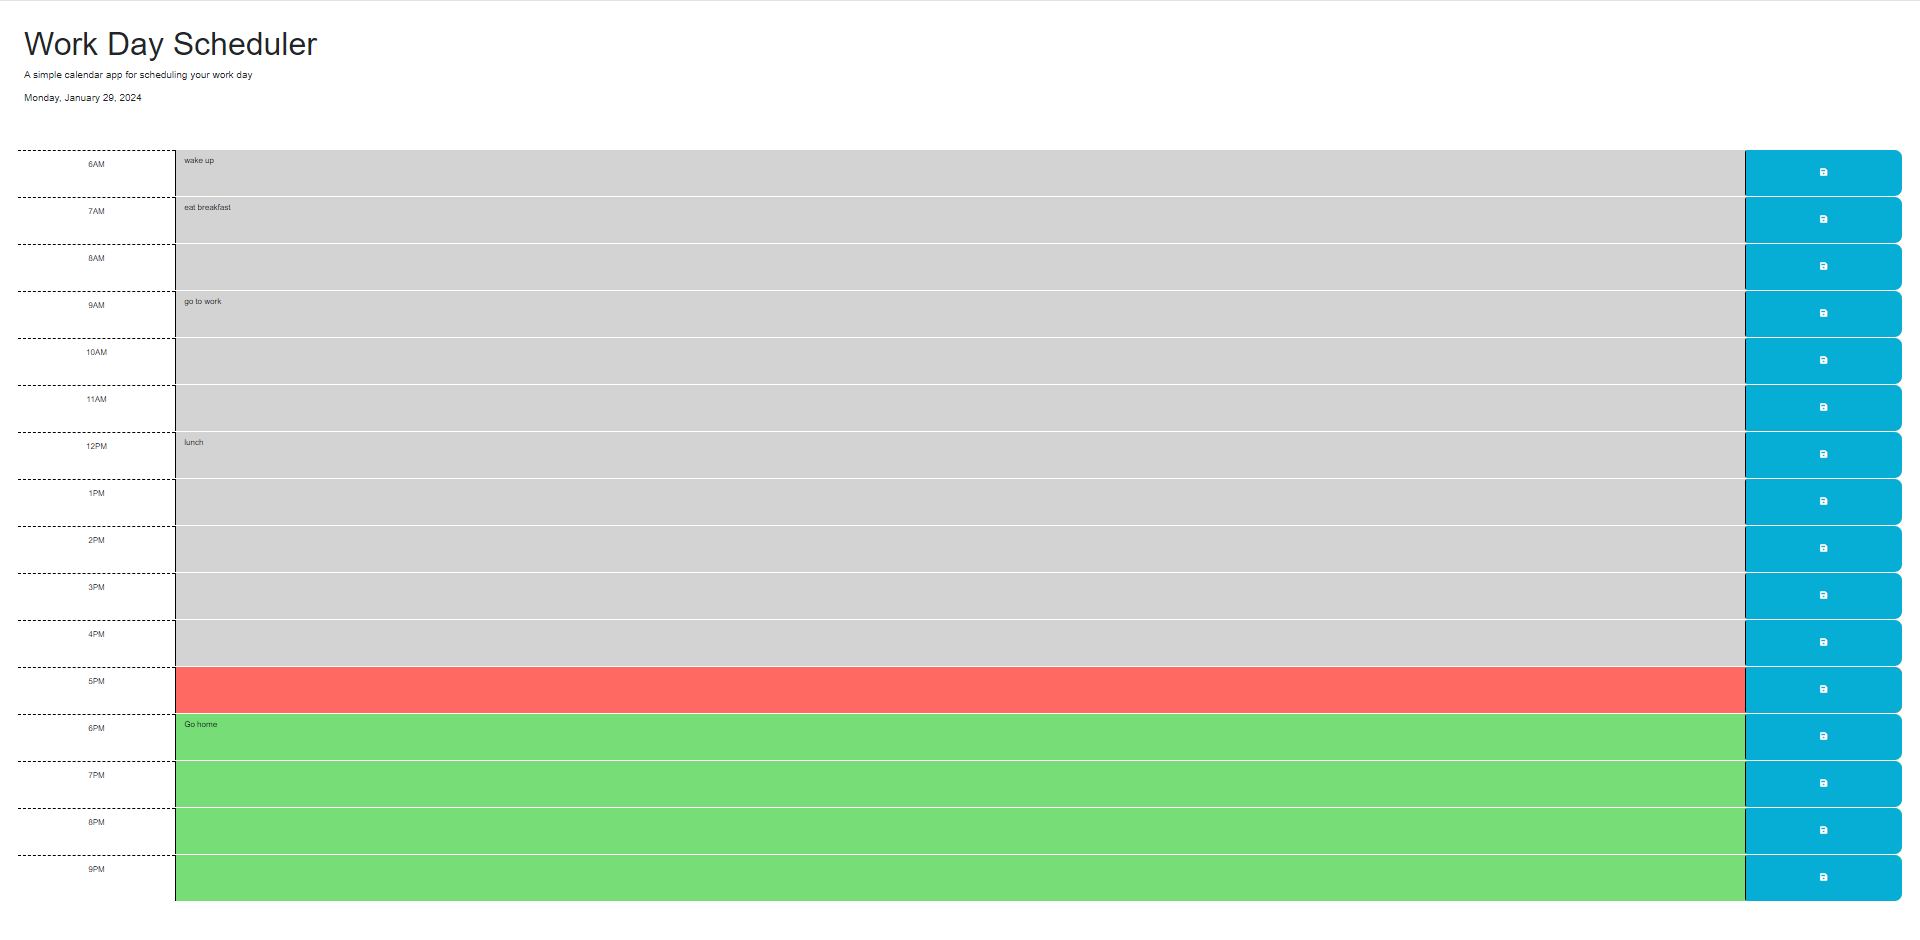 Work Day Scheduler
A simple calendar app for scheduling your work day
Monday, January 29, 2024
6AM wake up
7AM eat breakfast
8AM
9AM go to work
10AM
11AM
12PM lunch
1PM
2PM
3PM
4PM
5PM
6PM Go home
7PM
8PM
9PM